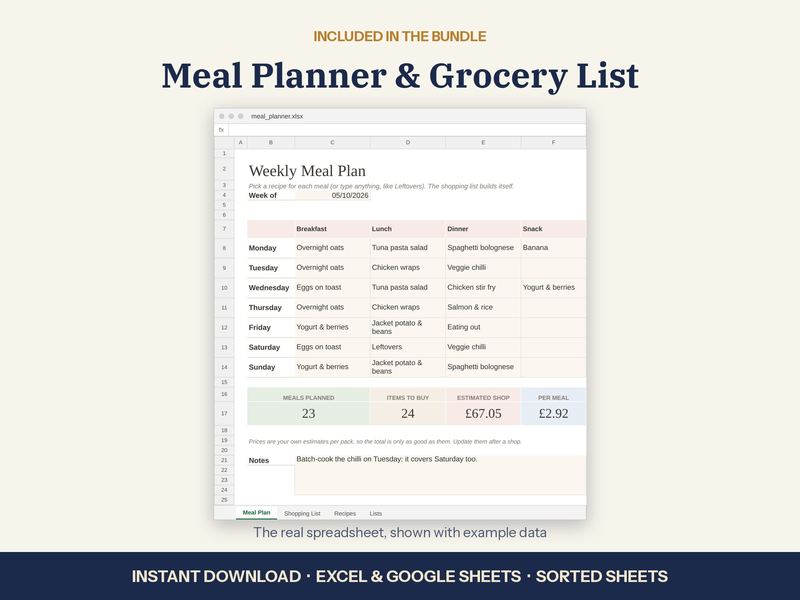 INCLUDED IN THE BUNDLE
Meal Planner & Grocery List
meal_planner.xlsx
fx
A B C D E F
1
2 Weekly Meal Plan
3 Pick a recipe for each meal (or type anything, like Leftovers). The shopping list builds itself.
4 Week of 05/10/2026
5
6
7 Breakfast Lunch Dinner Snack
8 Monday Overnight oats Tuna pasta salad Spaghetti bolognese Banana
9 Tuesday Overnight oats Chicken wraps Veggie chilli
10 Wednesday Eggs on toast Tuna pasta salad Chicken stir fry Yogurt & berries
11 Thursday Overnight oats Chicken wraps Salmon & rice
12 Friday Yogurt & berries Jacket potato & beans Eating out
13 Saturday Eggs on toast Leftovers Veggie chilli
14 Sunday Yogurt & berries Jacket potato & beans Spaghetti bolognese
15
16 MEALS PLANNED ITEMS TO BUY ESTIMATED SHOP PER MEAL
17 23 24 £67.05 £2.92
18
19 Prices are your own estimates per pack, so the total is only as good as them. Update them after a shop.
20
21 Notes Batch-cook the chilli on Tuesday: it covers Saturday too.
22
23
24
25
Meal Plan Shopping List Recipes Lists
The real spreadsheet, shown with example data
INSTANT DOWNLOAD · EXCEL & GOOGLE SHEETS · SORTED SHEETS